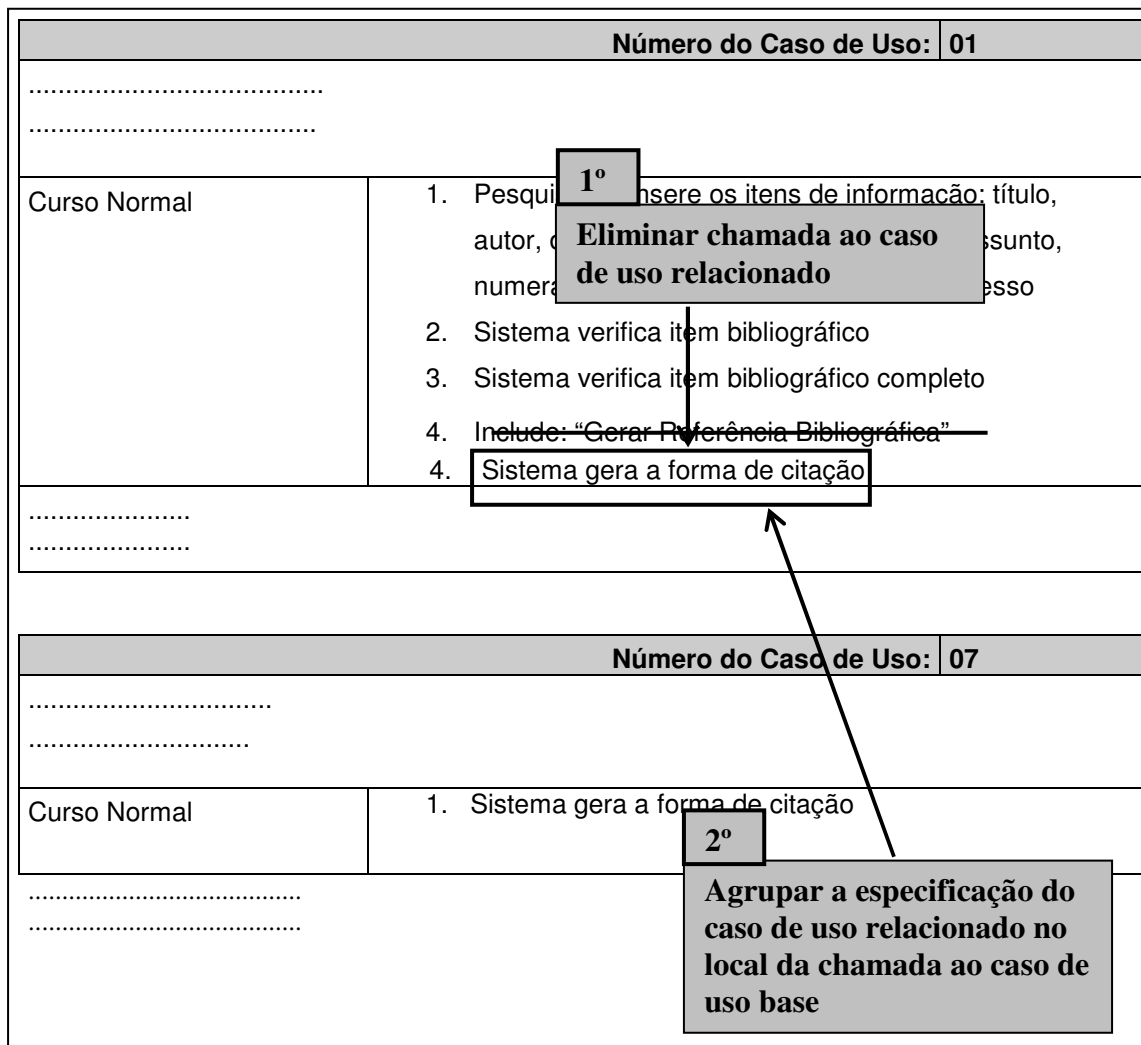 Número do Caso de Uso: 01
........................................
.......................................
Curso Normal
1. Pesqui nsere os itens de informação: título,
autor, ssunto,
numera esso
1º
Eliminar chamada ao caso
de uso relacionado
2. Sistema verifica item bibliográfico
3. Sistema verifica item bibliográfico completo
4. Include: “Gerar Referência Bibliográfica”
4. Sistema gera a forma de citação
......................
......................
Número do Caso de Uso: 07
.................................
..............................
Curso Normal
1. Sistema gera a forma de citação
2º
Agrupar a especificação do
caso de uso relacionado no
local da chamada ao caso de
uso base
.........................................
.........................................